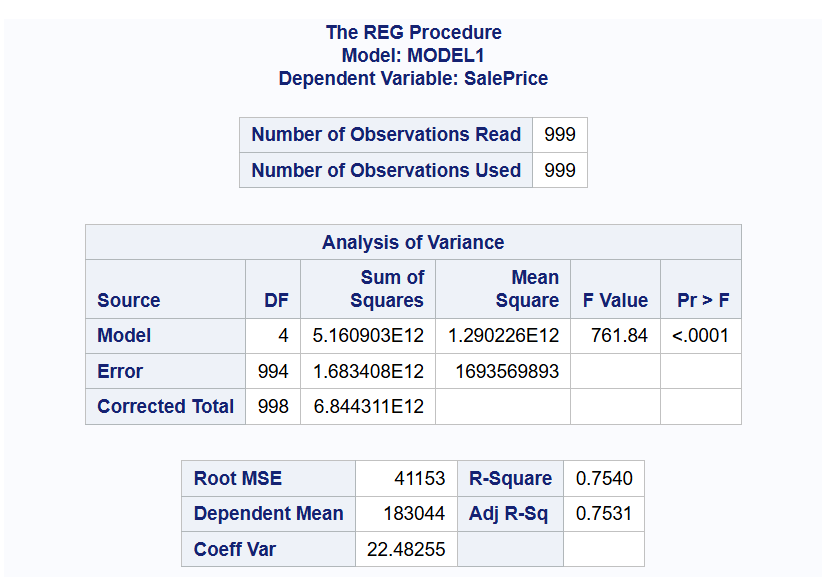 The REG Procedure
Model: MODEL1
Dependent Variable: SalePrice
Number of Observations Read 999
Number of Observations Used 999
Analysis of Variance
Source DF Sum of Squares Mean Square F Value Pr > F
Model 4 5.160903E12 1.290226E12 761.84 <.0001
Error 994 1.683408E12 1693569893
Corrected Total 998 6.844311E12
Root MSE 41153 R-Square 0.7540
Dependent Mean 183044 Adj R-Sq 0.7531
Coeff Var 22.48255